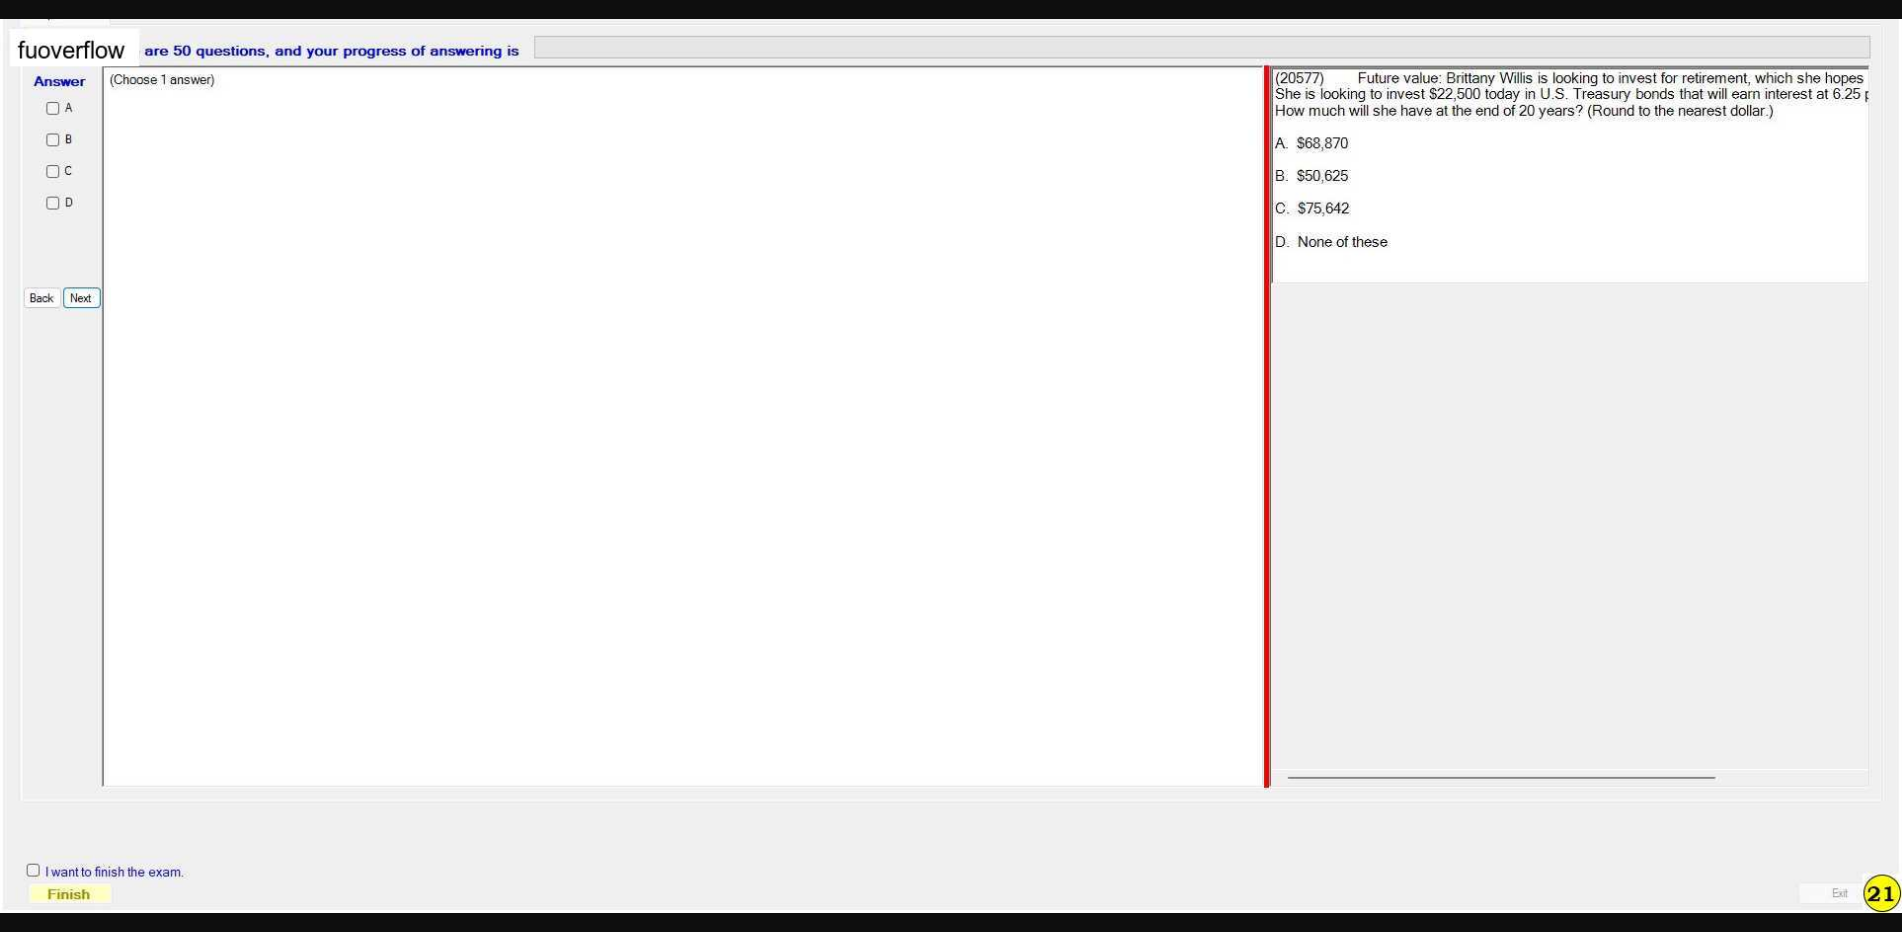 fuoverflow are 50 questions, and your progress of answering is
Answer
A
B
C
D
Back Next
(Choose 1 answer)
(20577) Future value: Brittany Willis is looking to invest for retirement, which she hopes
She is looking to invest $22,500 today in U.S. Treasury bonds that will earn interest at 6.25
How much will she have at the end of 20 years? (Round to the nearest dollar.)
A. $68,870
B. $50,625
C. $75,642
D. None of these
I want to finish the exam.
Finish
Exit
21